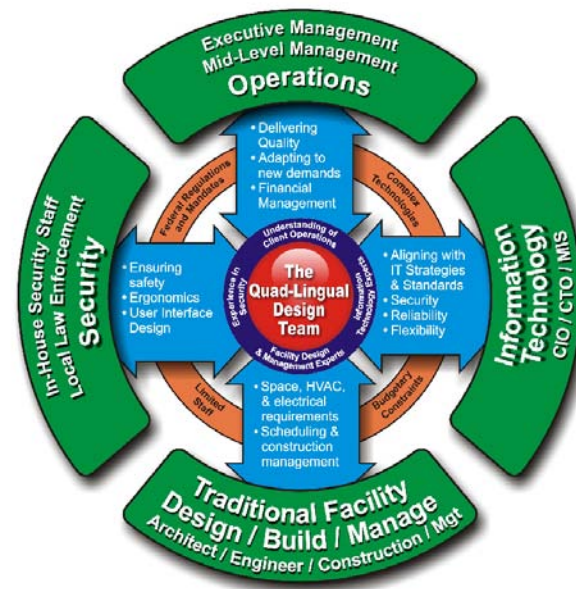 Executive Management
Mid-Level Management
Operations
• Delivering
Quality
• Adapting to
new demands
• Financial
Management
Federal Regulations
and Mandates
Complex
Technologies
In-House Security Staff
Local Law Enforcement
Security
• Ensuring
safety
• Ergonomics
• User Interface
Design
Understanding of
Client Operations
Experience in
Security
The
Quad-Lingual
Design
Team
Information
Technology Experts
Facility Design
& Management Experts
• Aligning with
IT Strategies
& Standards
• Security
• Reliability
• Flexibility
Information
Technology
CIO / CTO / MIS
Limited
Staff
Budgetary
Constraints
• Space, HVAC,
& electrical
requirements
• Scheduling &
construction
management
Traditional Facility
Design / Build / Manage
Architect / Engineer / Construction / Mgt